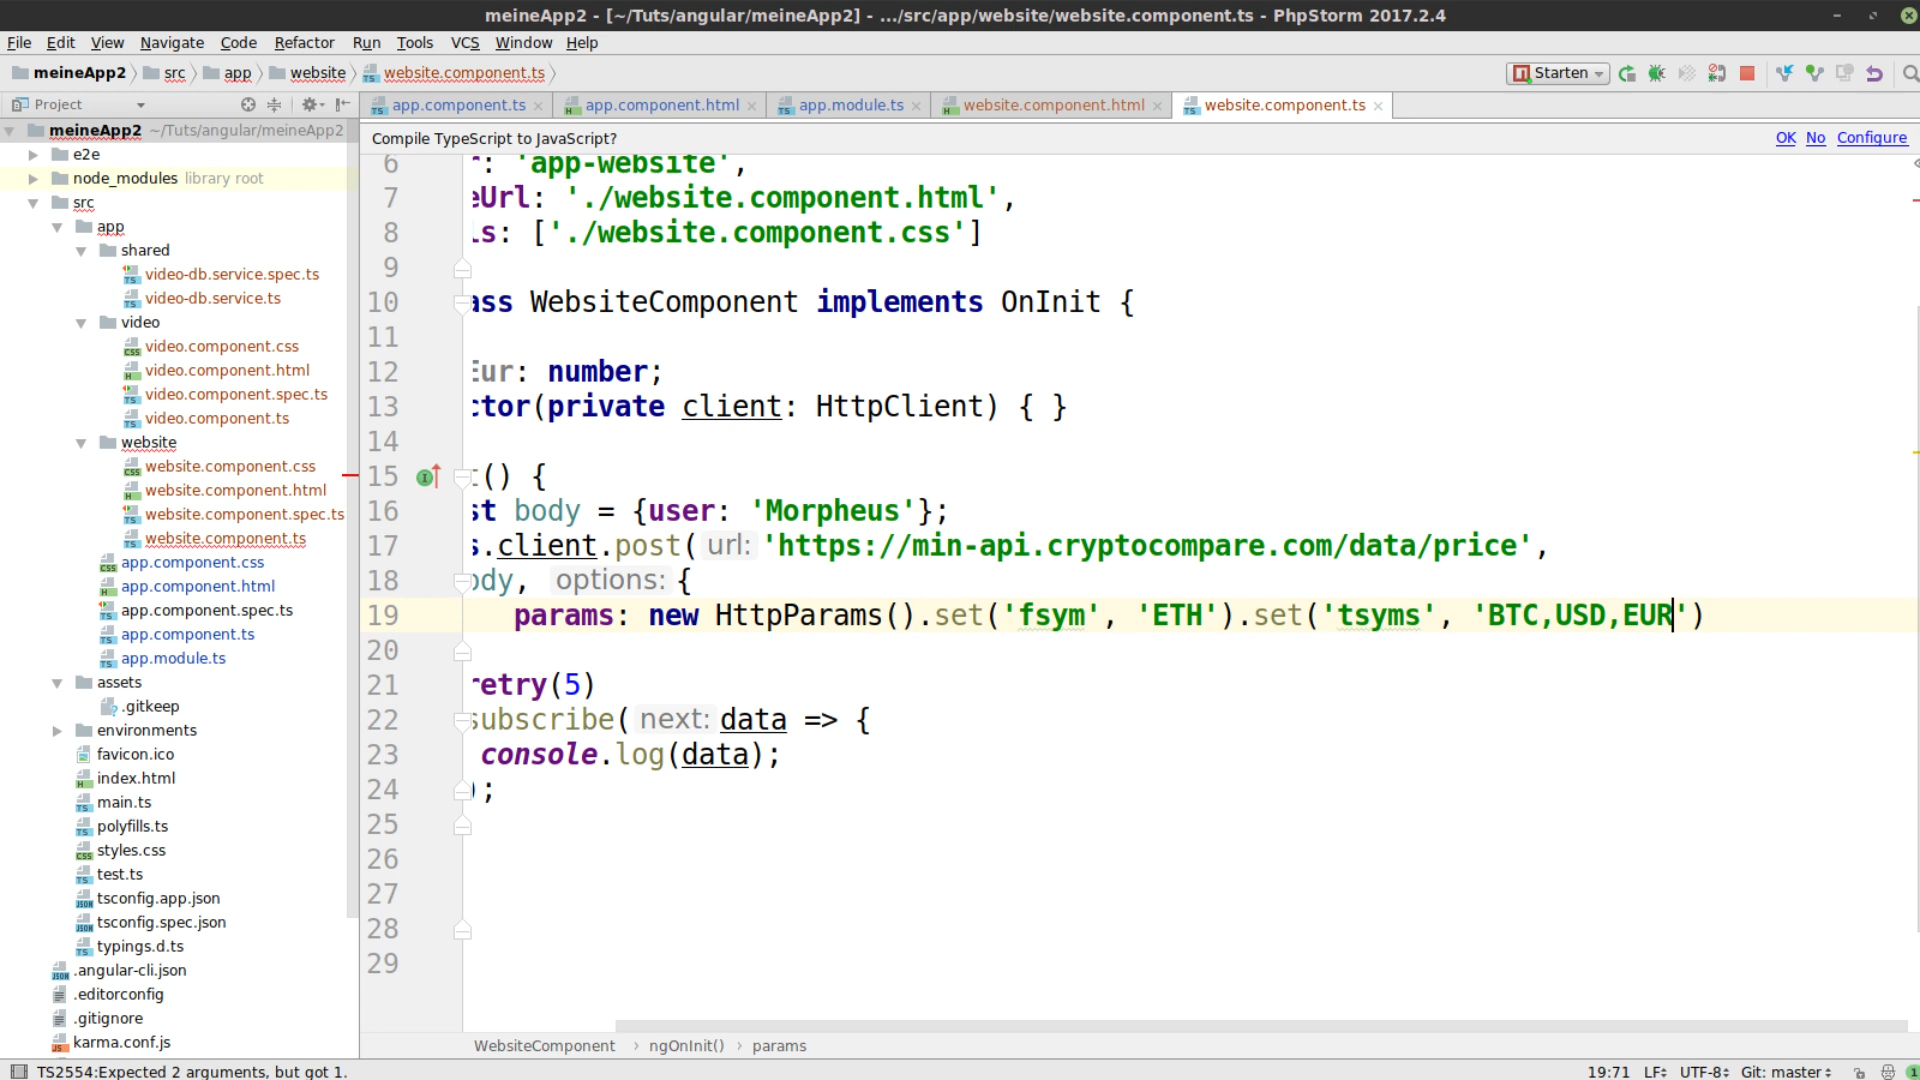 meineApp2 - [~/Tuts/angular/meineApp2] - .../src/app/website/website.component.ts - PhpStorm 2017.2.4
File Edit View Navigate Code Refactor Run Tools VCS Window Help
meineApp2 src app website website.component.ts Starten
Project app.component.ts app.component.html app.module.ts website.component.html website.component.ts
Compile TypeScript to JavaScript? OK No Configure
meineApp2 ~/Tuts/angular/meineApp2
e2e
node_modules library root
src
app
shared
video-db.service.spec.ts
video-db.service.ts
video
video.component.css
video.component.html
video.component.spec.ts
video.component.ts
website
website.component.css
website.component.html
website.component.spec.ts
website.component.ts
app.component.css
app.component.html
app.component.spec.ts
app.component.ts
app.module.ts
assets
.gitkeep
environments
favicon.ico
index.html
main.ts
polyfills.ts
styles.css
test.ts
tsconfig.app.json
tsconfig.spec.json
typings.d.ts
.angular-cli.json
.editorconfig
.gitignore
karma.conf.js
6 : 'app-website',
7 eUrl: './website.component.html',
8 ls: ['./website.component.css']
9
10 ass WebsiteComponent implements OnInit {
11
12 Eur: number;
13 ctor(private client: HttpClient) { }
14
15 () {
16 st body = {user: 'Morpheus'};
17 s.client.post( url: 'https://min-api.cryptocompare.com/data/price',
18 ody, options: {
19 params: new HttpParams().set('fsym', 'ETH').set('tsyms', 'BTC,USD,EUR')
20
21 retry(5)
22 subscribe( next: data => {
23 console.log(data);
24 );
25
26
27
28
29
WebsiteComponent › ngOnInit() › params
TS2554:Expected 2 arguments, but got 1. 19:71 LF UTF-8 Git: master 1